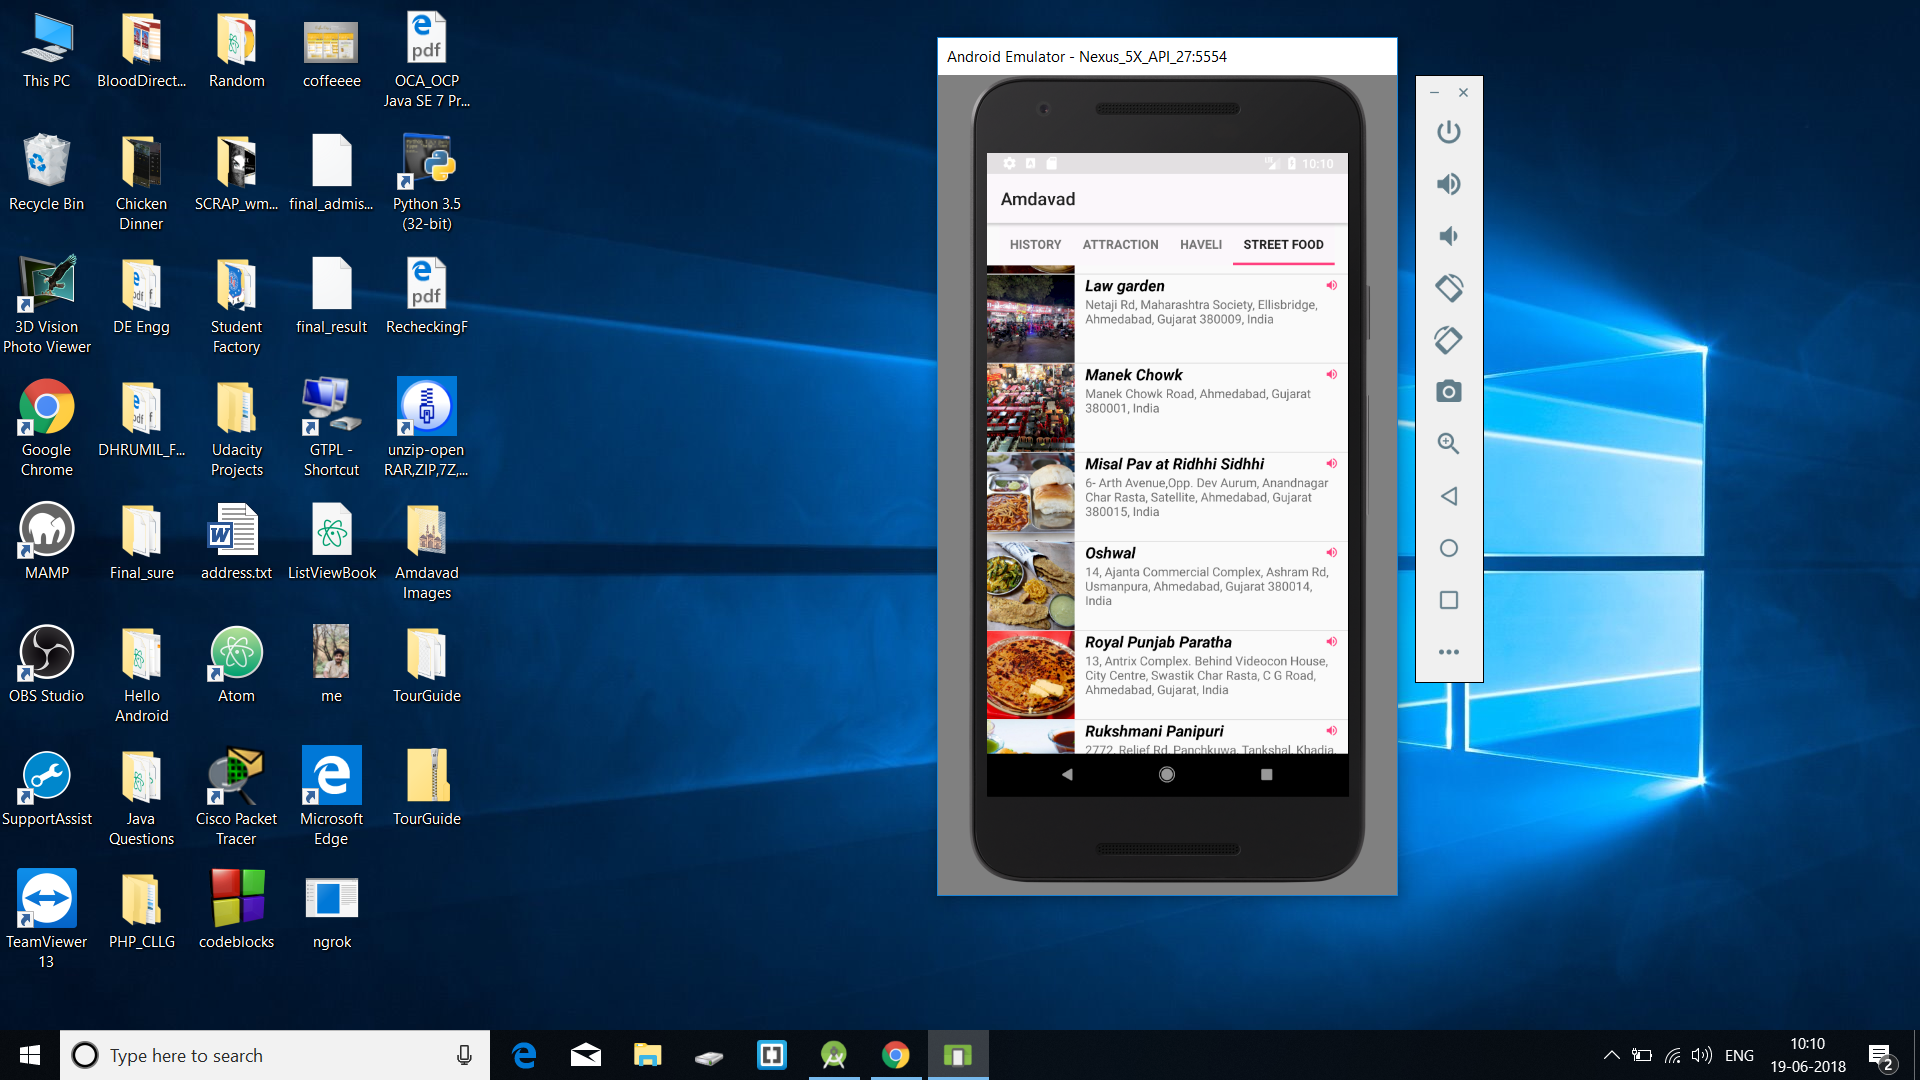 This PC
BloodDirect...
Random
coffeeee
OCA_OCP
Java SE 7 Pr...
Recycle Bin
Chicken
Dinner
SCRAP_wm...
final_admis...
Python 3.5
(32-bit)
3D Vision
Photo Viewer
DE Engg
Student
Factory
final_result
RecheckingF
Google
Chrome
DHRUMIL_F...
Udacity
Projects
GTPL -
Shortcut
unzip-open
RAR,ZIP,7Z,...
MAMP
Final_sure
address.txt
ListViewBook
Amdavad
Images
OBS Studio
Hello
Android
Atom
me
TourGuide
SupportAssist
Java
Questions
Cisco Packet
Tracer
Microsoft
Edge
TourGuide
TeamViewer
13
PHP_CLLG
codeblocks
ngrok
Android Emulator - Nexus_5X_API_27:5554
10:10
Amdavad
HISTORY ATTRACTION HAVELI STREET FOOD
Law garden
Netaji Rd, Maharashtra Society, Ellisbridge,
Ahmedabad, Gujarat 380009, India
Manek Chowk
Manek Chowk Road, Ahmedabad, Gujarat
380001, India
Misal Pav at Ridhhi Sidhhi
6- Arth Avenue,Opp. Dev Aurum, Anandnagar
Char Rasta, Satellite, Ahmedabad, Gujarat
380015, India
Oshwal
14, Ajanta Commercial Complex, Ashram Rd,
Usmanpura, Ahmedabad, Gujarat 380014,
India
Royal Punjab Paratha
13, Antrix Complex. Behind Videocon House,
City Centre, Swastik Char Rasta, C G Road,
Ahmedabad, Gujarat, India
Rukshmani Panipuri
2772, Relief Rd, Panchkuwa, Tankshal, Khadia,
Type here to search
ENG
10:10
19-06-2018
2